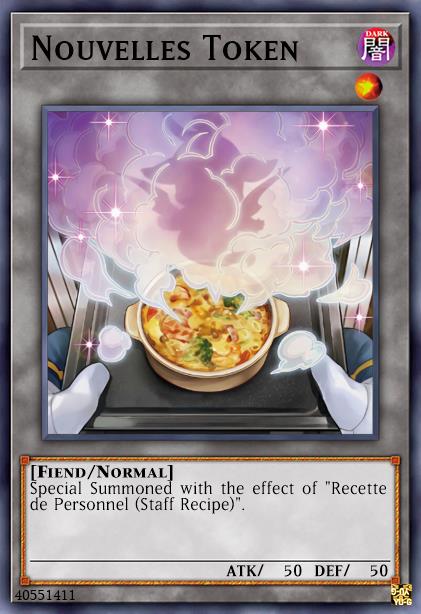 Nouvelles Token
DARK
闇
[Fiend/Normal]
Special Summoned with the effect of "Recette
de Personnel (Staff Recipe)".
ATK/ 50 DEF/ 50
40551411